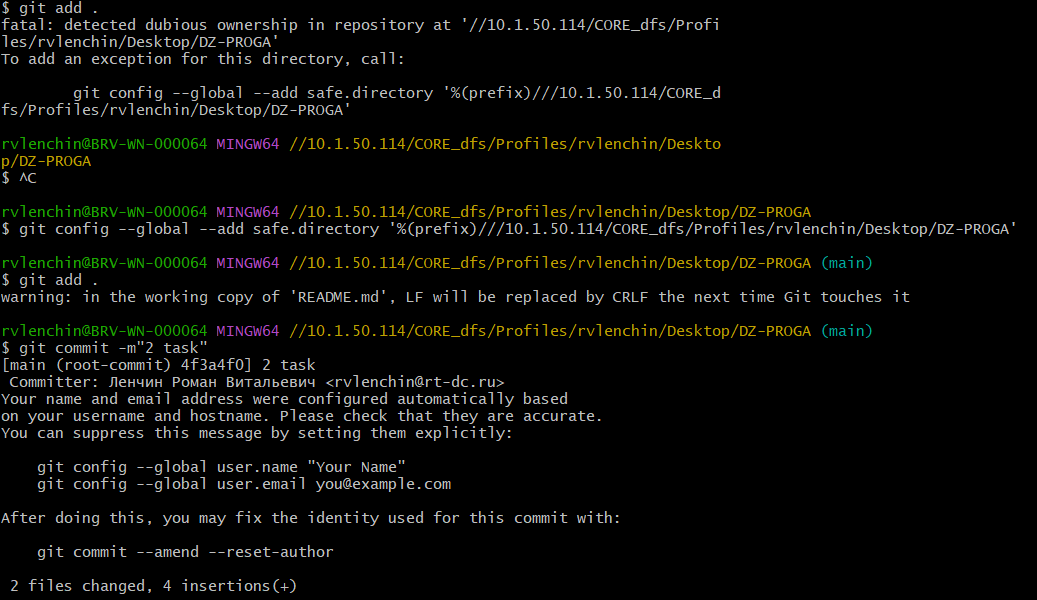 $ git add .
fatal: detected dubious ownership in repository at '//10.1.50.114/CORE_dfs/Profi
les/rvlenchin/Desktop/DZ-PROGA'
To add an exception for this directory, call:
git config --global --add safe.directory '%(prefix)///10.1.50.114/CORE_d
fs/Profiles/rvlenchin/Desktop/DZ-PROGA'
rvlenchin@BRV-WN-000064 MINGW64 //10.1.50.114/CORE_dfs/Profiles/rvlenchin/Deskto
p/DZ-PROGA
$ ^C
rvlenchin@BRV-WN-000064 MINGW64 //10.1.50.114/CORE_dfs/Profiles/rvlenchin/Desktop/DZ-PROGA
$ git config --global --add safe.directory '%(prefix)///10.1.50.114/CORE_dfs/Profiles/rvlenchin/Desktop/DZ-PROGA'
rvlenchin@BRV-WN-000064 MINGW64 //10.1.50.114/CORE_dfs/Profiles/rvlenchin/Desktop/DZ-PROGA (main)
$ git add .
warning: in the working copy of 'README.md', LF will be replaced by CRLF the next time Git touches it
rvlenchin@BRV-WN-000064 MINGW64 //10.1.50.114/CORE_dfs/Profiles/rvlenchin/Desktop/DZ-PROGA (main)
$ git commit -m"2 task"
[main (root-commit) 4f3a4f0] 2 task
Committer: Ленчин Роман Витальевич <rvlenchin@rt-dc.ru>
Your name and email address were configured automatically based
on your username and hostname. Please check that they are accurate.
You can suppress this message by setting them explicitly:
git config --global user.name "Your Name"
git config --global user.email you@example.com
After doing this, you may fix the identity used for this commit with:
git commit --amend --reset-author
2 files changed, 4 insertions(+)